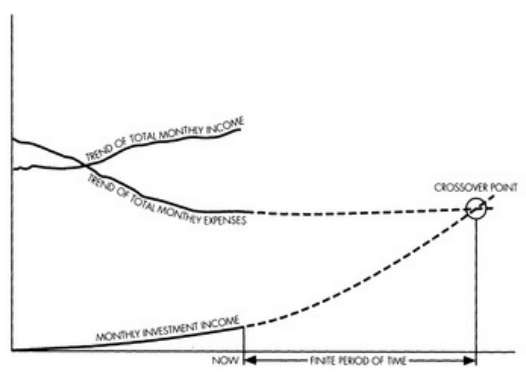 TREND OF TOTAL MONTHLY INCOME
TREND OF TOTAL MONTHLY EXPENSES
CROSSOVER POINT
MONTHLY INVESTMENT INCOME
NOW
FINITE PERIOD OF TIME